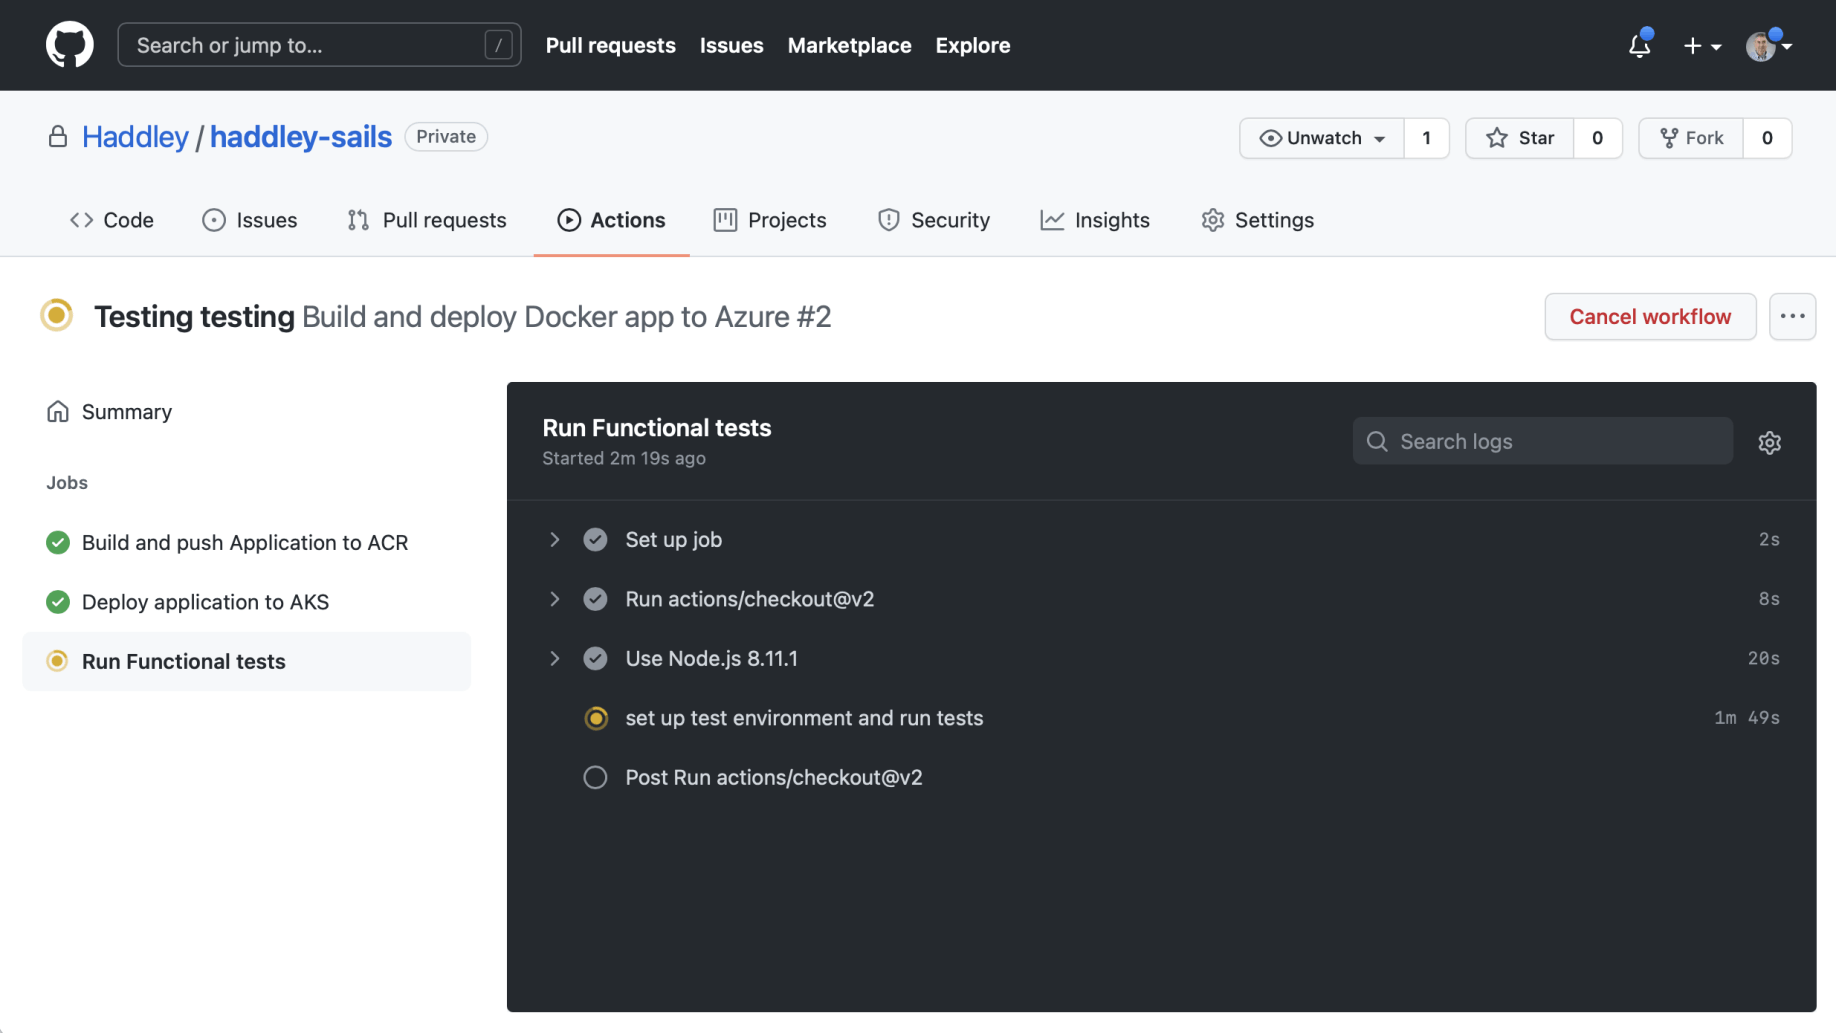 Search or jump to... /
Pull requests Issues Marketplace Explore
Haddley / haddley-sails Private
Unwatch 1 Star 0 Fork 0
Code Issues Pull requests Actions Projects Security Insights Settings
Testing testing Build and deploy Docker app to Azure #2
Cancel workflow
Summary
Jobs
Build and push Application to ACR
Deploy application to AKS
Run Functional tests
Run Functional tests
Started 2m 19s ago
Search logs
Set up job 2s
Run actions/checkout@v2 8s
Use Node.js 8.11.1 20s
set up test environment and run tests 1m 49s
Post Run actions/checkout@v2